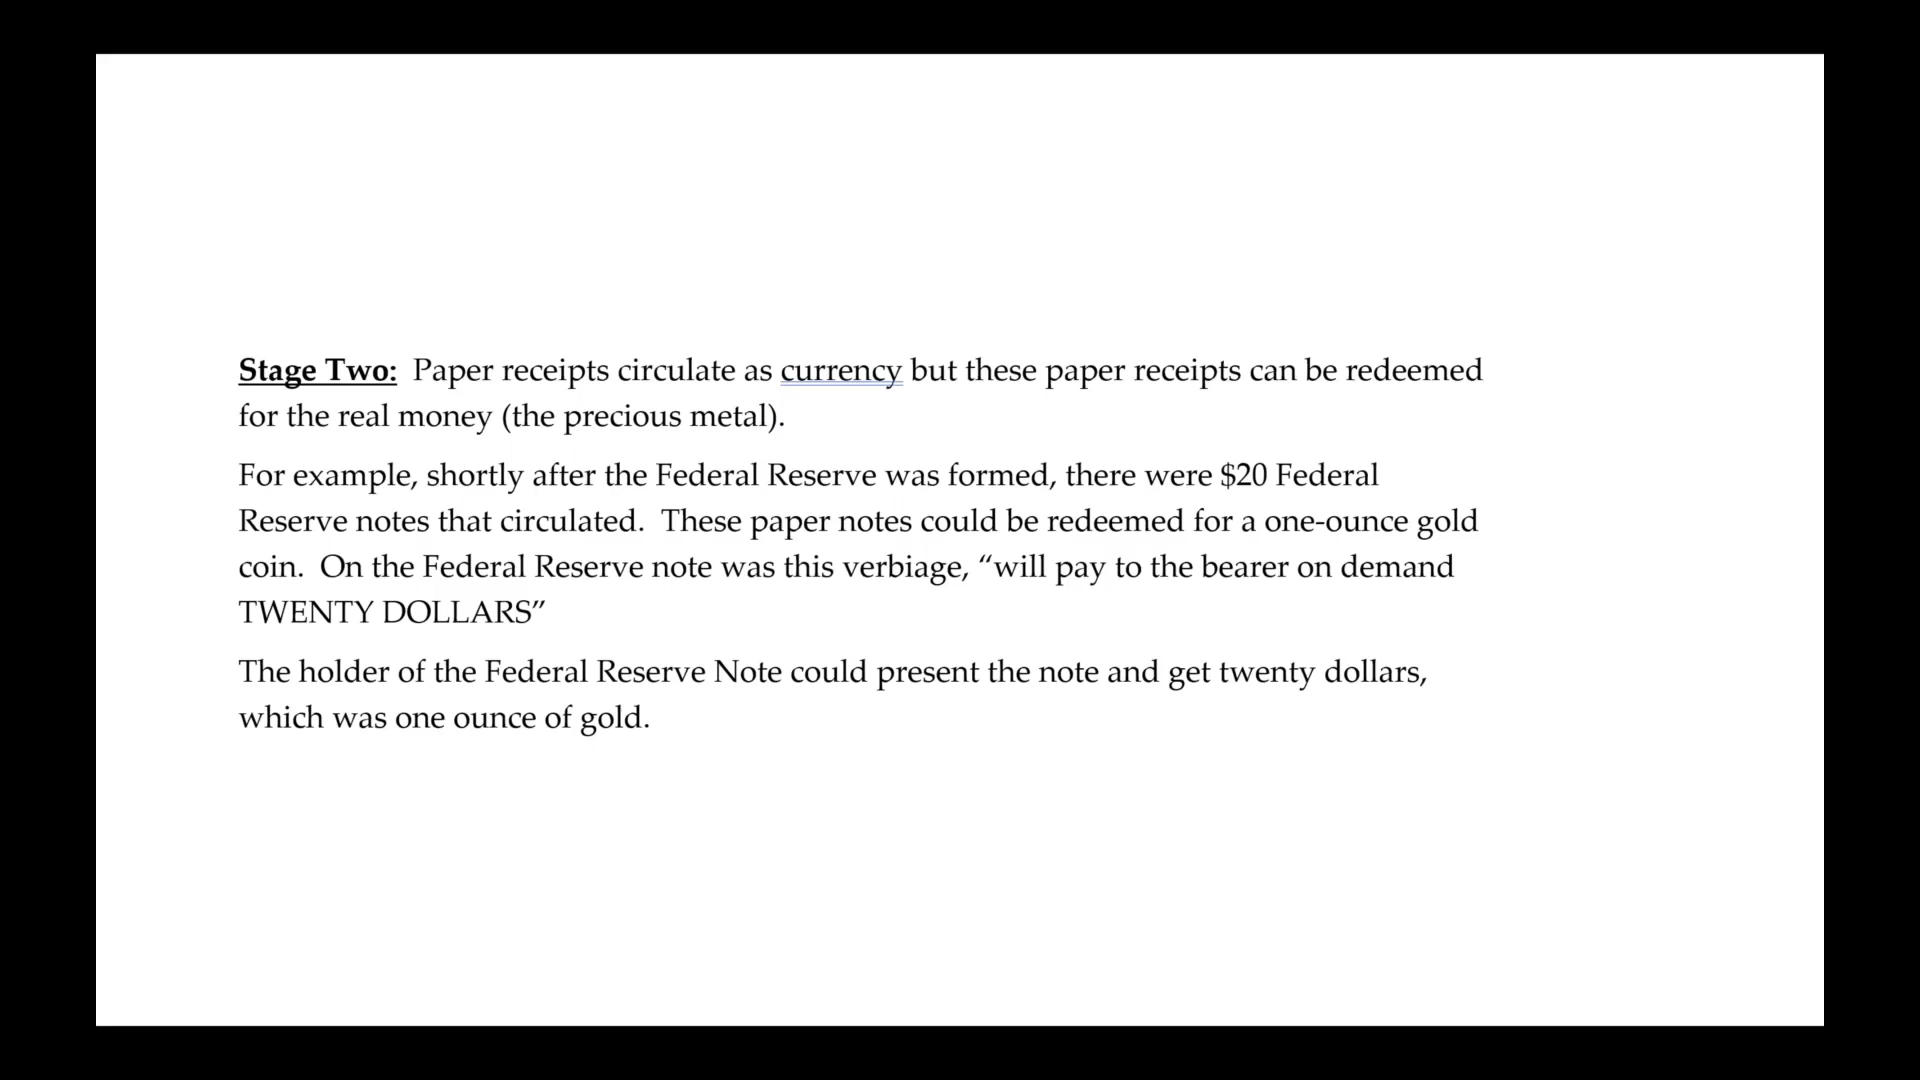 Stage Two:  Paper receipts circulate as currency but these paper receipts can be redeemed
for the real money (the precious metal).
For example, shortly after the Federal Reserve was formed, there were $20 Federal
Reserve notes that circulated.  These paper notes could be redeemed for a one-ounce gold
coin.  On the Federal Reserve note was this verbiage, “will pay to the bearer on demand
TWENTY DOLLARS”
The holder of the Federal Reserve Note could present the note and get twenty dollars,
which was one ounce of gold.